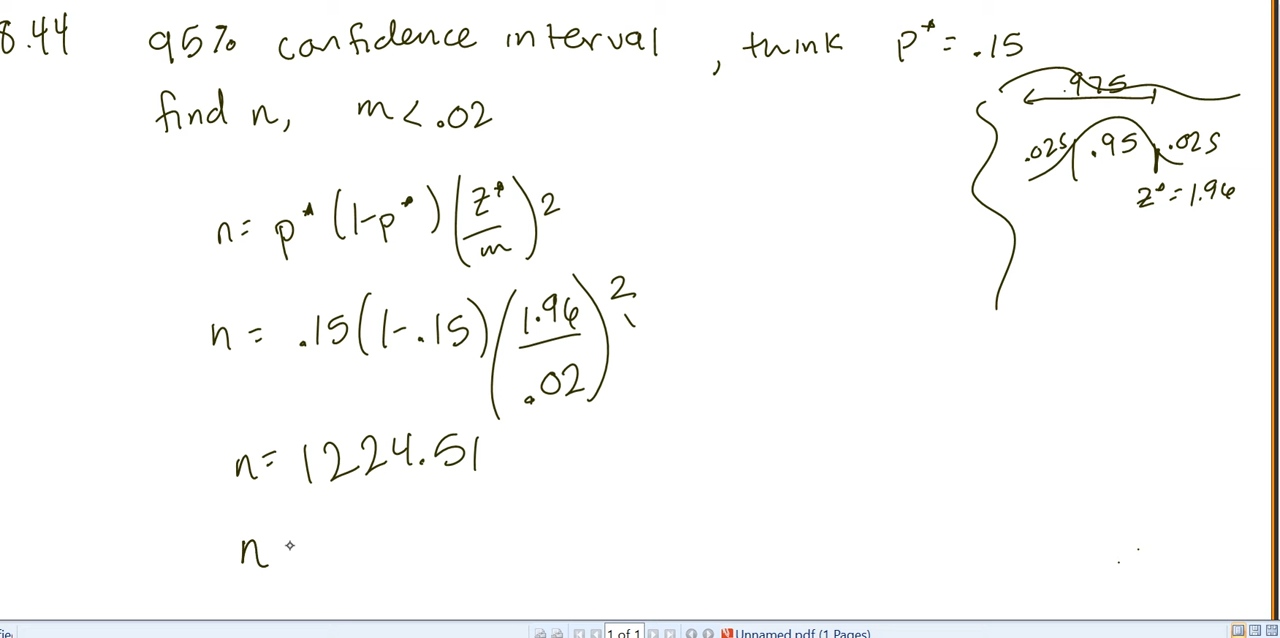 8.44 95% confidence interval, think p* = .15
find n, m < .02
.975
.025 .95 .025
z* = 1.96
n = p* (1-p*) (z*/m)2
n = .15(1-.15)(1.96/.02)2
n = 1224.51
n
1 of 1 Unnamed.pdf (1 Pages)